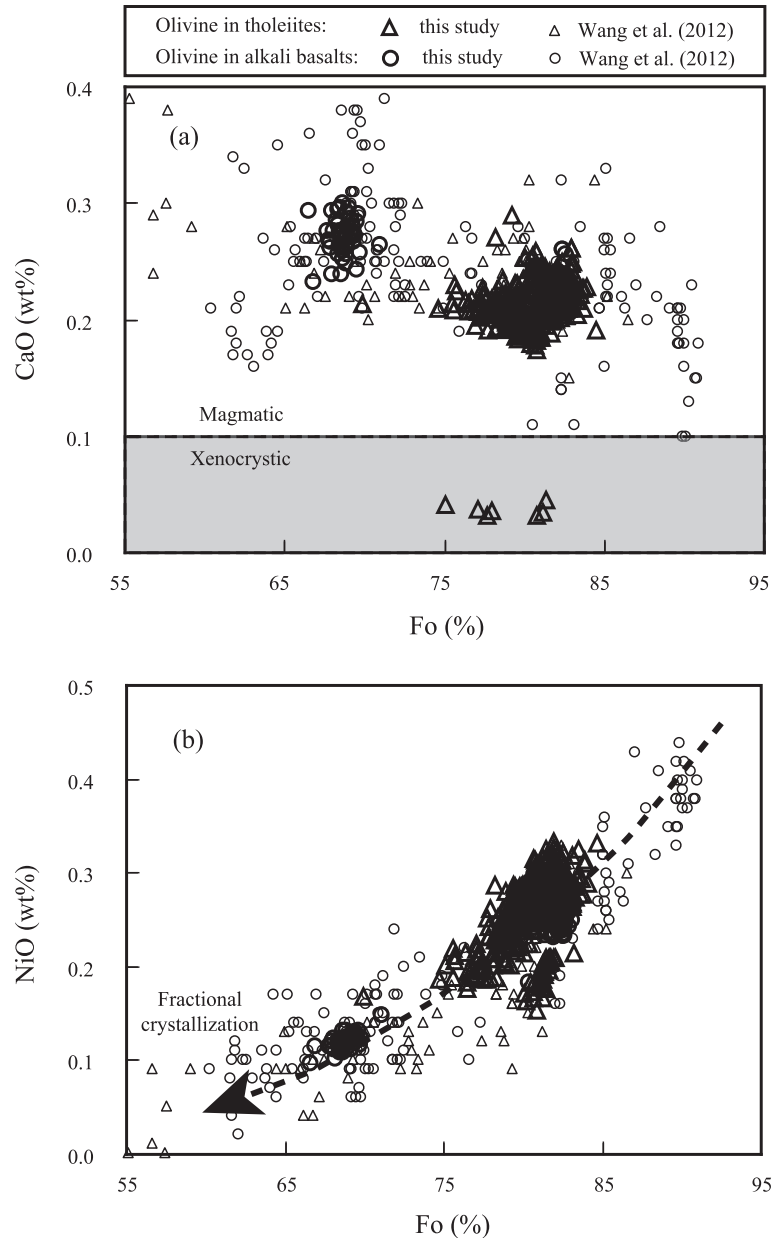 Olivine in tholeiites: this study Wang et al. (2012)
Olivine in alkali basalts: this study Wang et al. (2012)
0.4
(a)
0.3
CaO (wt%)
0.2
Magmatic
0.1
Xenocrystic
0.0
55 65 75 85 95
Fo (%)
0.5
(b)
0.4
0.3
NiO (wt%)
0.2
Fractional
crystallization
0.1
0.0
55 65 75 85 95
Fo (%)